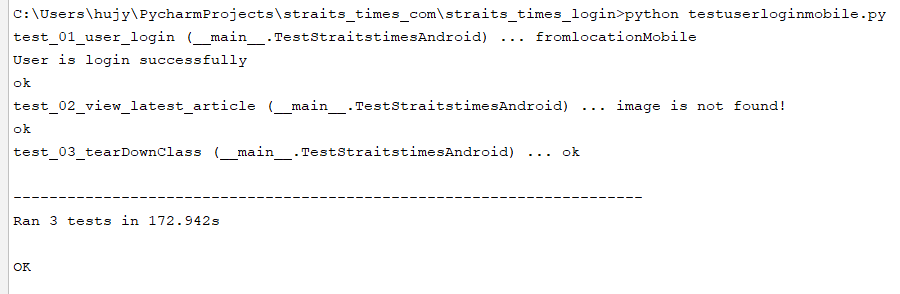 C:\Users\hujy\PycharmProjects\straits_times_com\straits_times_login>python testuserloginmobile.py
test_01_user_login (__main__.TestStraitstimesAndroid) ... fromlocationMobile
User is login successfully
ok
test_02_view_latest_article (__main__.TestStraitstimesAndroid) ... image is not found!
ok
test_03_tearDownClass (__main__.TestStraitstimesAndroid) ... ok
----------------------------------------------------------------------
Ran 3 tests in 172.942s
OK